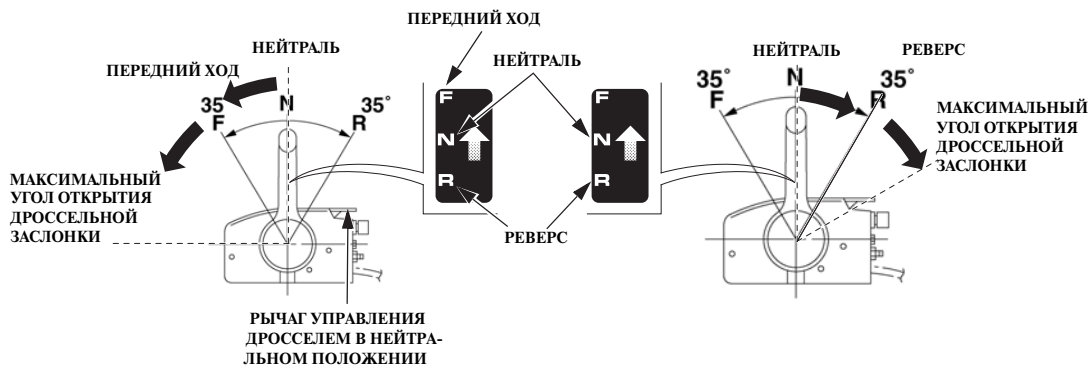 ПЕРЕДНИЙ ХОД
НЕЙТРАЛЬ
ПЕРЕДНИЙ ХОД
35
F
N
35°
R
МАКСИМАЛЬНЫЙ
УГОЛ ОТКРЫТИЯ
ДРОССЕЛЬНОЙ
ЗАСЛОНКИ
РЫЧАГ УПРАВЛЕНИЯ
ДРОССЕЛЕМ В НЕЙТРА-
ЛЬНОМ ПОЛОЖЕНИИ
НЕЙТРАЛЬ
F
N
R
F
N
R
РЕВЕРС
НЕЙТРАЛЬ
РЕВЕРС
35°
F
N
35°
R
МАКСИМАЛЬНЫЙ
УГОЛ ОТКРЫТИЯ
ДРОССЕЛЬНОЙ
ЗАСЛОНКИ